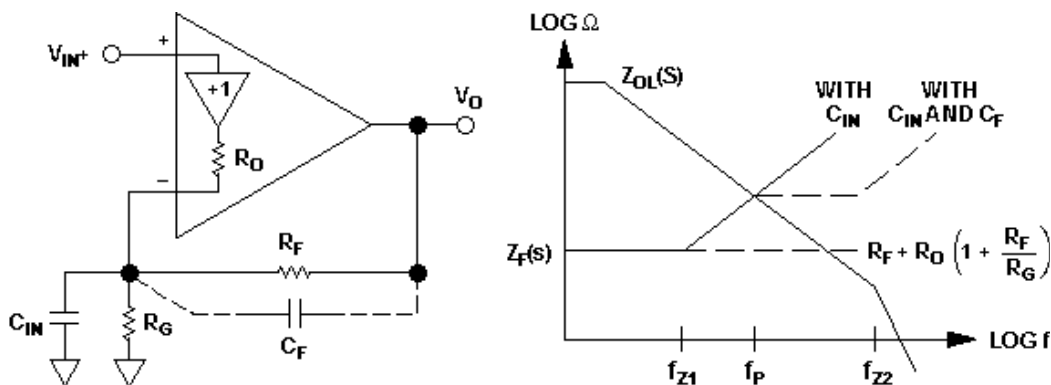 V_IN+
+
+1
R_O
−
V_O
R_F
C_IN
R_G
C_F
LOG Ω
Z_OL(S)
WITH
C_IN
WITH
C_IN AND C_F
Z_F(s)
R_F + R_O (1 + R_F/R_G)
LOG f
f_Z1
f_P
f_Z2